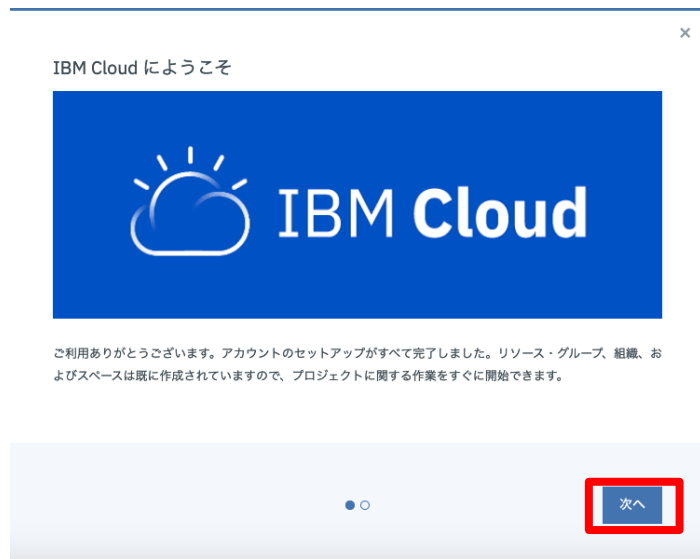 IBM Cloud にようこそ
IBM Cloud
ご利用ありがとうございます。アカウントのセットアップがすべて完了しました。リソース・グループ、組織、お
よびスペースは既に作成されていますので、プロジェクトに関する作業をすぐに開始できます。
次へ